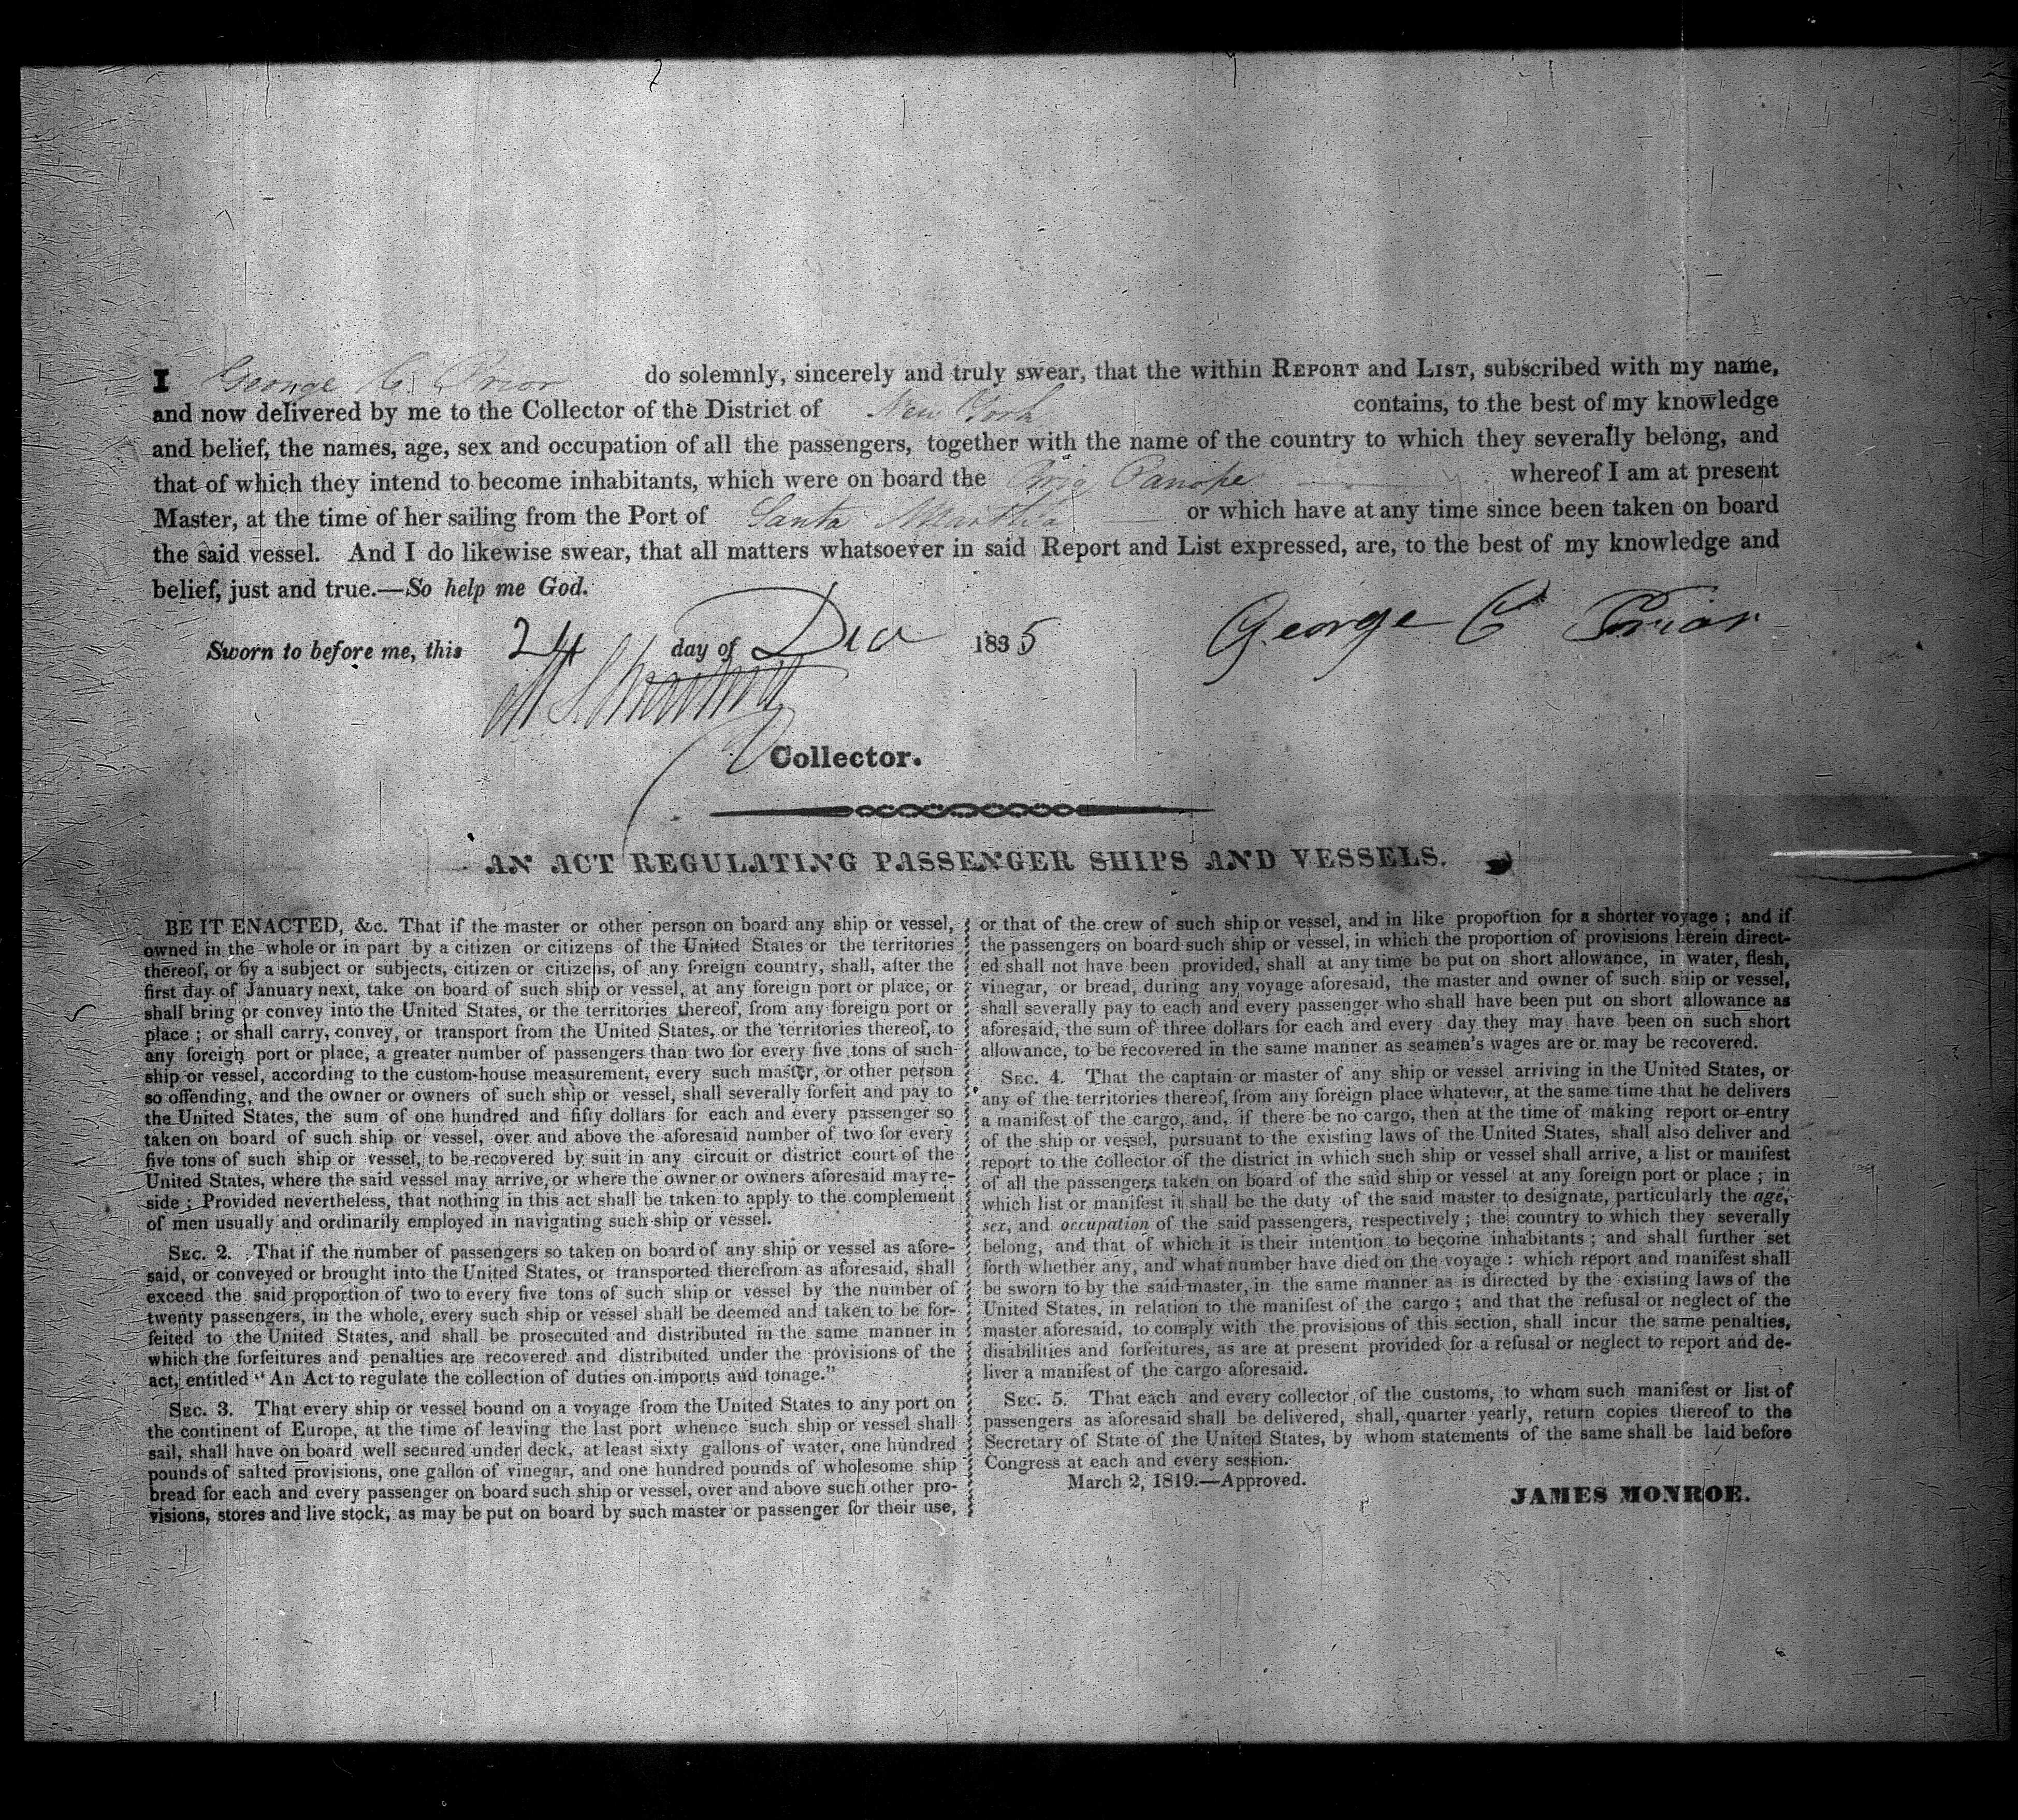 I George C. Prior do solemnly, sincerely and truly swear, that the within REPORT and LIST, subscribed with my name,
and now delivered by me to the Collector of the District of New York contains, to the best of my knowledge
and belief, the names, age, sex and occupation of all the passengers, together with the name of the country to which they severally belong, and
that of which they intend to become inhabitants, which were on board the Brig Panope whereof I am at present
Master, at the time of her sailing from the Port of Santa Martha or which have at any time since been taken on board
the said vessel. And I do likewise swear, that all matters whatsoever in said Report and List expressed, are, to the best of my knowledge and
belief, just and true.—So help me God.
George C Prior
Sworn to before me, this 24 day of Dec 1835
Collector.
AN ACT REGULATING PASSENGER SHIPS AND VESSELS.
BE IT ENACTED, &c. That if the master or other person on board any ship or vessel,
owned in the whole or in part by a citizen or citizens of the United States or the territories
thereof, or by a subject or subjects, citizen or citizens, of any foreign country, shall, after the
first day of January next, take on board of such ship or vessel, at any foreign port or place, or
shall bring or convey into the United States, or the territories thereof, from any foreign port or
place ; or shall carry, convey, or transport from the United States, or the territories thereof, to
any foreign port or place, a greater number of passengers than two for every five tons of such
ship or vessel, according to the custom-house measurement, every such master, or other person
so offending, and the owner or owners of such ship or vessel, shall severally forfeit and pay to
the United States, the sum of one hundred and fifty dollars for each and every passenger so
taken on board of such ship or vessel, over and above the aforesaid number of two for every
five tons of such ship or vessel, to be recovered by suit in any circuit or district court of the
United States, where the said vessel may arrive, or where the owner or owners aforesaid may re-
side ; Provided nevertheless, that nothing in this act shall be taken to apply to the complement
of men usually and ordinarily employed in navigating such ship or vessel.
SEC. 2. That if the number of passengers so taken on board of any ship or vessel as afore-
said, or conveyed or brought into the United States, or transported therefrom as aforesaid, shall
exceed the said proportion of two to every five tons of such ship or vessel by the number of
twenty passengers, in the whole, every such ship or vessel shall be deemed and taken to be for-
feited to the United States, and shall be prosecuted and distributed in the same manner in
which the forfeitures and penalties are recovered and distributed under the provisions of the
act, entitled "An Act to regulate the collection of duties on imports and tonage."
SEC. 3. That every ship or vessel bound on a voyage from the United States to any port on
the continent of Europe, at the time of leaving the last port whence such ship or vessel shall
sail, shall have on board well secured under deck, at least sixty gallons of water, one hundred
pounds of salted provisions, one gallon of vinegar, and one hundred pounds of wholesome ship
bread for each and every passenger on board such ship or vessel, over and above such other pro-
visions, stores and live stock, as may be put on board by such master or passenger for their use,
or that of the crew of such ship or vessel, and in like proportion for a shorter voyage ; and if
the passengers on board such ship or vessel, in which the proportion of provisions herein direct-
ed shall not have been provided, shall at any time be put on short allowance, in water, flesh,
vinegar, or bread, during any voyage aforesaid, the master and owner of such ship or vessel,
shall severally pay to each and every passenger who shall have been put on short allowance as
aforesaid, the sum of three dollars for each and every day they may have been on such short
allowance, to be recovered in the same manner as seamen's wages are or may be recovered.
SEC. 4. That the captain or master of any ship or vessel arriving in the United States, or
any of the territories thereof, from any foreign place whatever, at the same time that he delivers
a manifest of the cargo, and, if there be no cargo, then at the time of making report or entry
of the ship or vessel, pursuant to the existing laws of the United States, shall also deliver and
report to the collector of the district in which such ship or vessel shall arrive, a list or manifest
of all the passengers taken on board of the said ship or vessel at any foreign port or place ; in
which list or manifest it shall be the duty of the said master to designate, particularly the age,
sex, and occupation of the said passengers, respectively ; the country to which they severally
belong, and that of which it is their intention to become inhabitants ; and shall further set
forth whether any, and what number have died on the voyage : which report and manifest shall
be sworn to by the said master, in the same manner as is directed by the existing laws of the
United States, in relation to the manifest of the cargo ; and that the refusal or neglect of the
master aforesaid, to comply with the provisions of this section, shall incur the same penalties,
disabilities and forfeitures, as are at present provided for a refusal or neglect to report and de-
liver a manifest of the cargo aforesaid.
SEC. 5. That each and every collector of the customs, to whom such manifest or list of
passengers as aforesaid shall be delivered, shall, quarter yearly, return copies thereof to the
Secretary of State of the United States, by whom statements of the same shall be laid before
Congress at each and every session.
March 2, 1819.—Approved.
JAMES MONROE.